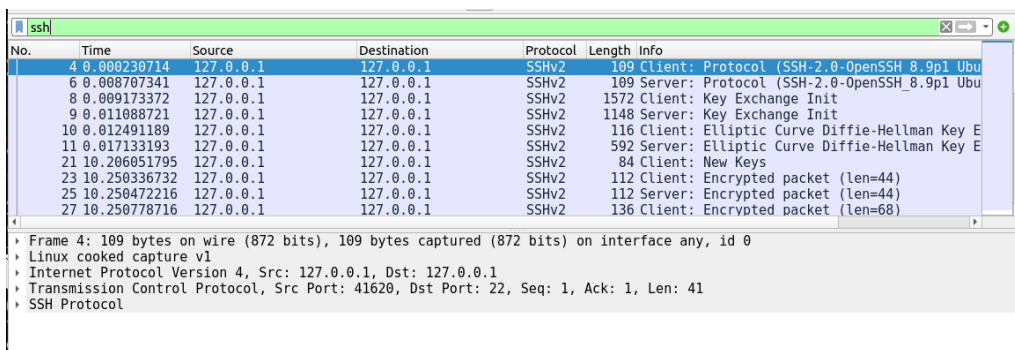 ssh
No. Time Source Destination Protocol Length Info
4 0.000230714 127.0.0.1 127.0.0.1 SSHv2 109 Client: Protocol (SSH-2.0-OpenSSH_8.9p1 Ubu
6 0.008707341 127.0.0.1 127.0.0.1 SSHv2 109 Server: Protocol (SSH-2.0-OpenSSH_8.9p1 Ubu
8 0.009173372 127.0.0.1 127.0.0.1 SSHv2 1572 Client: Key Exchange Init
9 0.011088721 127.0.0.1 127.0.0.1 SSHv2 1148 Server: Key Exchange Init
10 0.012491189 127.0.0.1 127.0.0.1 SSHv2 116 Client: Elliptic Curve Diffie-Hellman Key E
11 0.017133193 127.0.0.1 127.0.0.1 SSHv2 592 Server: Elliptic Curve Diffie-Hellman Key E
21 10.206051795 127.0.0.1 127.0.0.1 SSHv2 84 Client: New Keys
23 10.250336732 127.0.0.1 127.0.0.1 SSHv2 112 Client: Encrypted packet (len=44)
25 10.250472216 127.0.0.1 127.0.0.1 SSHv2 112 Server: Encrypted packet (len=44)
27 10.250778716 127.0.0.1 127.0.0.1 SSHv2 136 Client: Encrypted packet (len=68)
Frame 4: 109 bytes on wire (872 bits), 109 bytes captured (872 bits) on interface any, id 0
Linux cooked capture v1
Internet Protocol Version 4, Src: 127.0.0.1, Dst: 127.0.0.1
Transmission Control Protocol, Src Port: 41620, Dst Port: 22, Seq: 1, Ack: 1, Len: 41
SSH Protocol